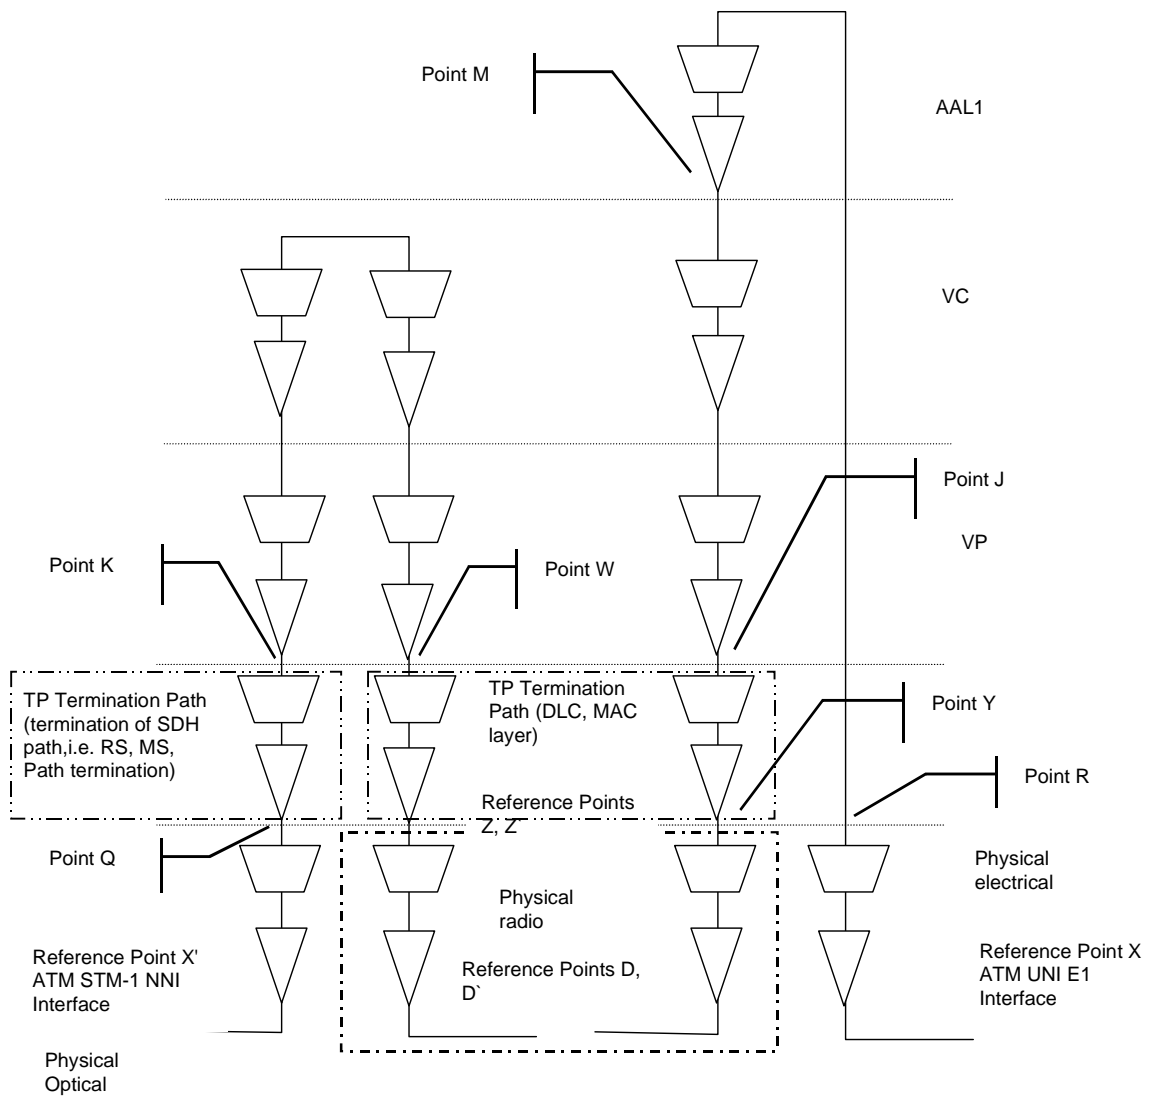 Point M
AAL1
VC
Point J
VP
Point K
Point W
TP Termination Path
(termination of SDH
path,i.e. RS, MS,
Path termination)
TP Termination
Path (DLC, MAC
layer)
Point Y
Point R
Reference Points
Z, Z`
Point Q
Physical
electrical
Physical
radio
Reference Point X'
ATM STM-1 NNI
Interface
Reference Points D,
D`
Reference Point X
ATM UNI E1
Interface
Physical
Optical